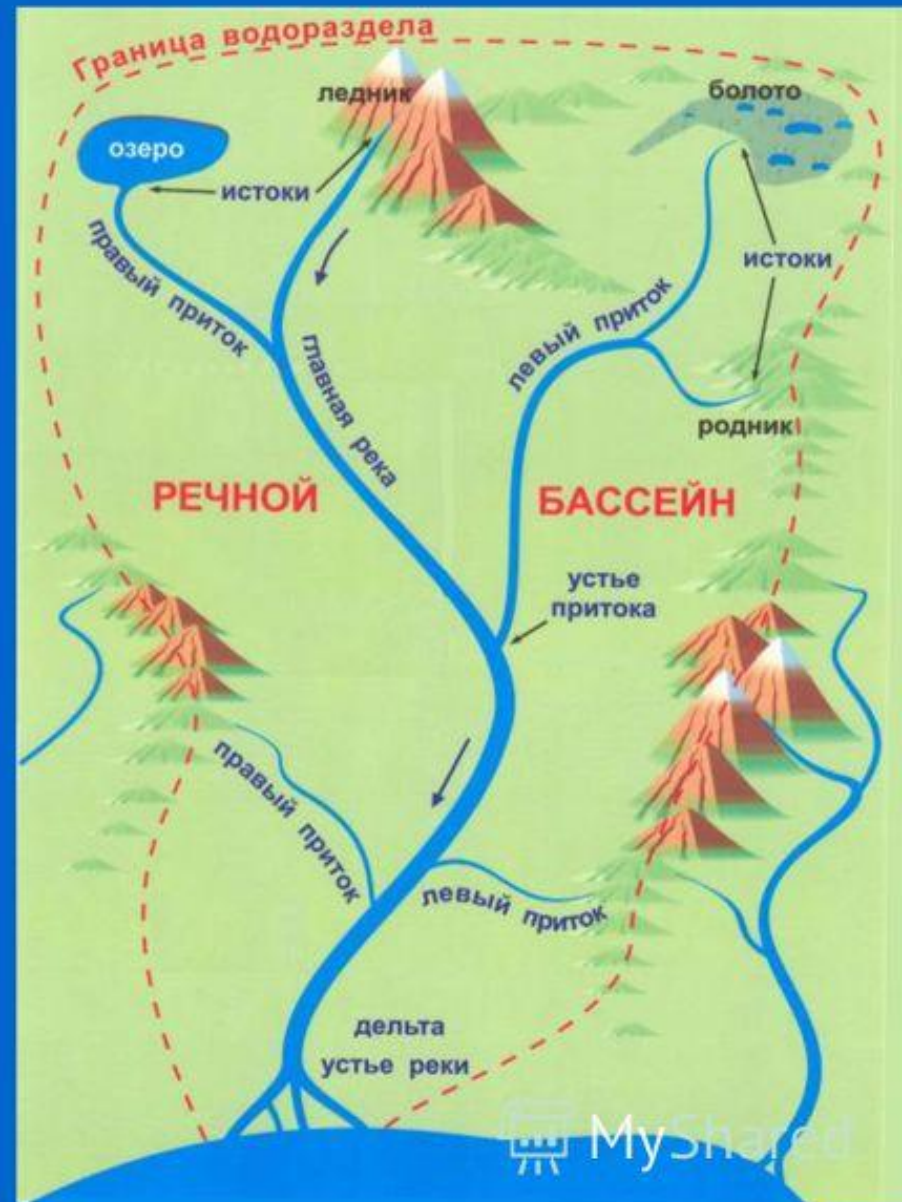 Граница водораздела
ледник
болото
озеро
истоки
правый приток
истоки
левый приток
главная река
родник
РЕЧНОЙ БАССЕЙН
устье
притока
правый приток
левый приток
дельта
устье реки
MyShared